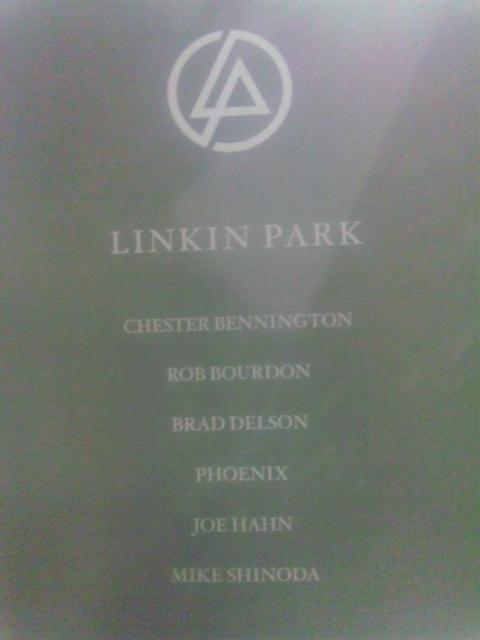 LINKIN PARK
CHESTER BENNINGTON
ROB BOURDON
BRAD DELSON
PHOENIX
JOE HAHN
MIKE SHINODA